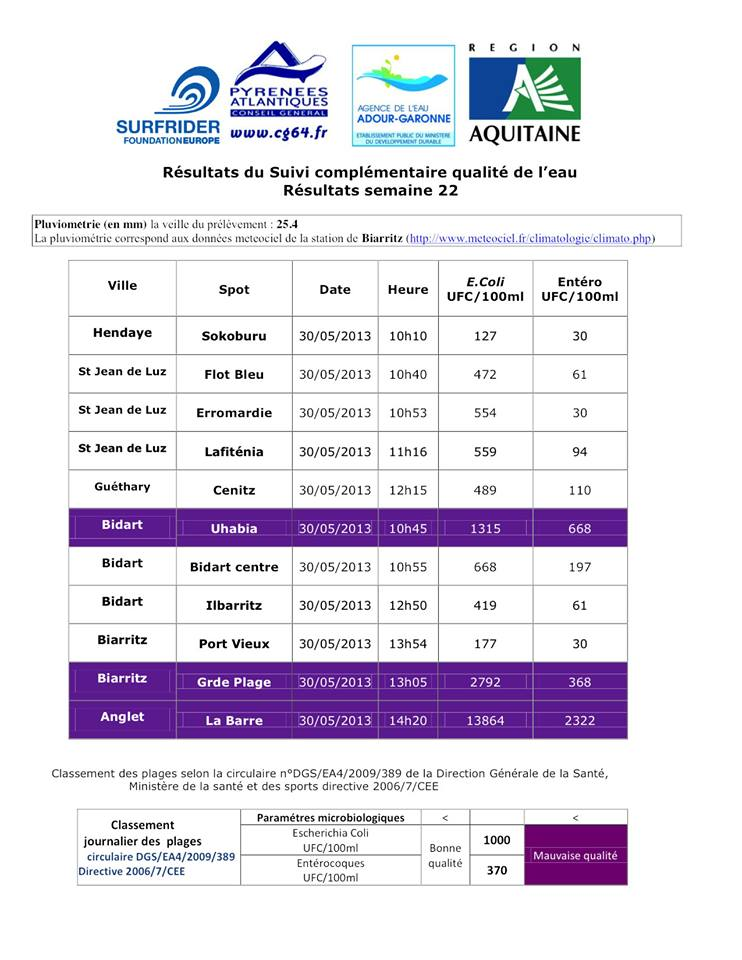 SURFRIDER
FOUNDATION EUROPE
PYRENEES
ATLANTIQUES
CONSEIL GENERAL
www.cg64.fr
AGENCE DE L'EAU
ADOUR-GARONNE
ETABLISSEMENT PUBLIC DU MINISTERE
DU DEVELOPPEMENT DURABLE
REGION
AQUITAINE
Résultats du Suivi complémentaire qualité de l'eau
Résultats semaine 22
Pluviométrie (en mm) la veille du prélèvement : 25.4
La pluviométrie correspond aux données meteociel de la station de Biarritz (http://www.meteociel.fr/climatologie/climato.php)
Ville Spot Date Heure E.Coli UFC/100ml Entéro UFC/100ml
Hendaye Sokoburu 30/05/2013 10h10 127 30
St Jean de Luz Flot Bleu 30/05/2013 10h40 472 61
St Jean de Luz Erromardie 30/05/2013 10h53 554 30
St Jean de Luz Lafiténia 30/05/2013 11h16 559 94
Guéthary Cenitz 30/05/2013 12h15 489 110
Bidart Uhabia 30/05/2013 10h45 1315 668
Bidart Bidart centre 30/05/2013 10h55 668 197
Bidart Ilbarritz 30/05/2013 12h50 419 61
Biarritz Port Vieux 30/05/2013 13h54 177 30
Biarritz Grde Plage 30/05/2013 13h05 2792 368
Anglet La Barre 30/05/2013 14h20 13864 2322
Classement des plages selon la circulaire n°DGS/EA4/2009/389 de la Direction Générale de la Santé,
Ministère de la santé et des sports directive 2006/7/CEE
Classement
journalier des plages
circulaire DGS/EA4/2009/389
Directive 2006/7/CEE
Paramétres microbiologiques < <
Escherichia Coli
UFC/100ml
Entérocoques
UFC/100ml
Bonne
qualité
1000
370
Mauvaise qualité